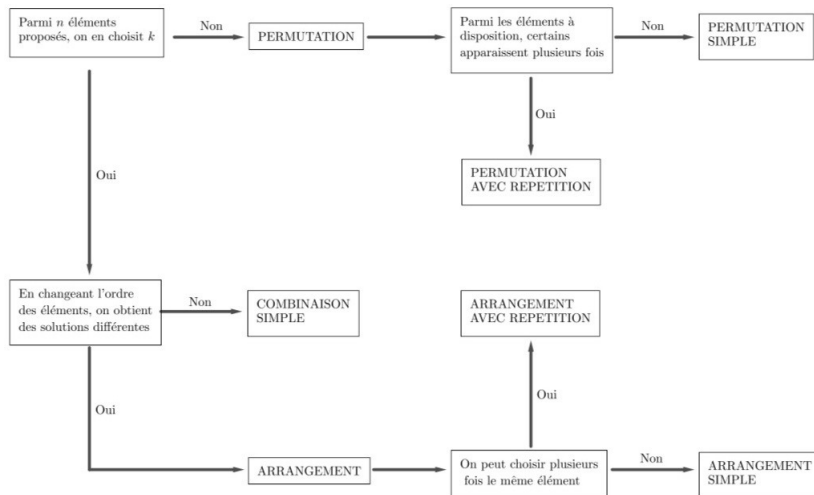 Parmi n éléments
proposés, on en choisit k
Non
PERMUTATION
Parmi les éléments à
disposition, certains
apparaissent plusieurs fois
Non
PERMUTATION
SIMPLE
Oui
PERMUTATION
AVEC REPETITION
Oui
En changeant l'ordre
des éléments, on obtient
des solutions différentes
Non
COMBINAISON
SIMPLE
ARRANGEMENT
AVEC REPETITION
Oui
Oui
ARRANGEMENT
On peut choisir plusieurs
fois le même élément
Non
ARRANGEMENT
SIMPLE